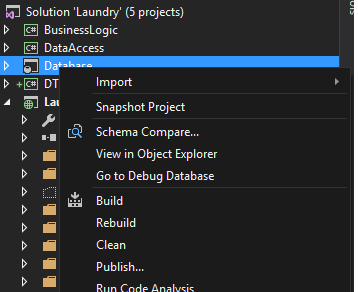 Solution 'Laundry' (5 projects)
C# BusinessLogic
C# DataAccess
Database
+ C# DT
Lau
Import
Snapshot Project
Schema Compare...
View in Object Explorer
Go to Debug Database
Build
Rebuild
Clean
Publish...
Run Code Analysis